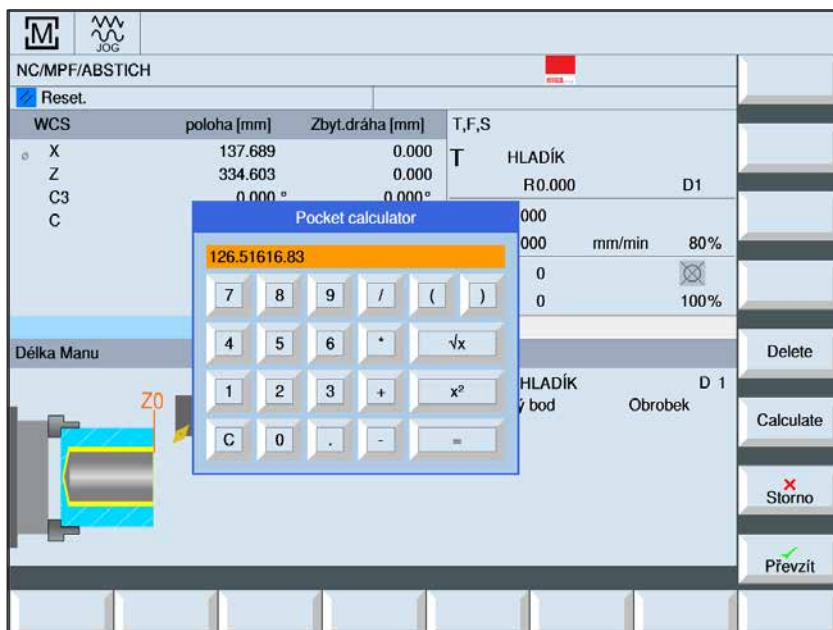 M JOG
NC/MPF/ABSTICH
Reset.
WCS poloha [mm] Zbyt.dráha [mm] T,F,S
X 137.689 0.000 T HLADÍK
Z 334.603 0.000 R0.000 D1
C3 0.000 ° 0.000°
C 000
Pocket calculator
000 mm/min 80%
126.51616.83
0
7 8 9 / ( ) 0 100%
4 5 6 * √x
Délka Manu Delete
1 2 3 + x² HLADÍK D 1
Z0 ý bod Obrobek
Calculate
C 0 . - =
Storno
Převzít